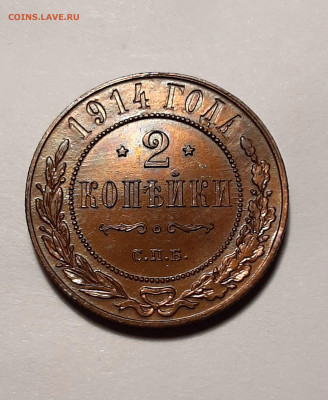 COINS.LAVE.RU
1914 ГОДА
2
КОПѢЙКИ
С.П.Б.